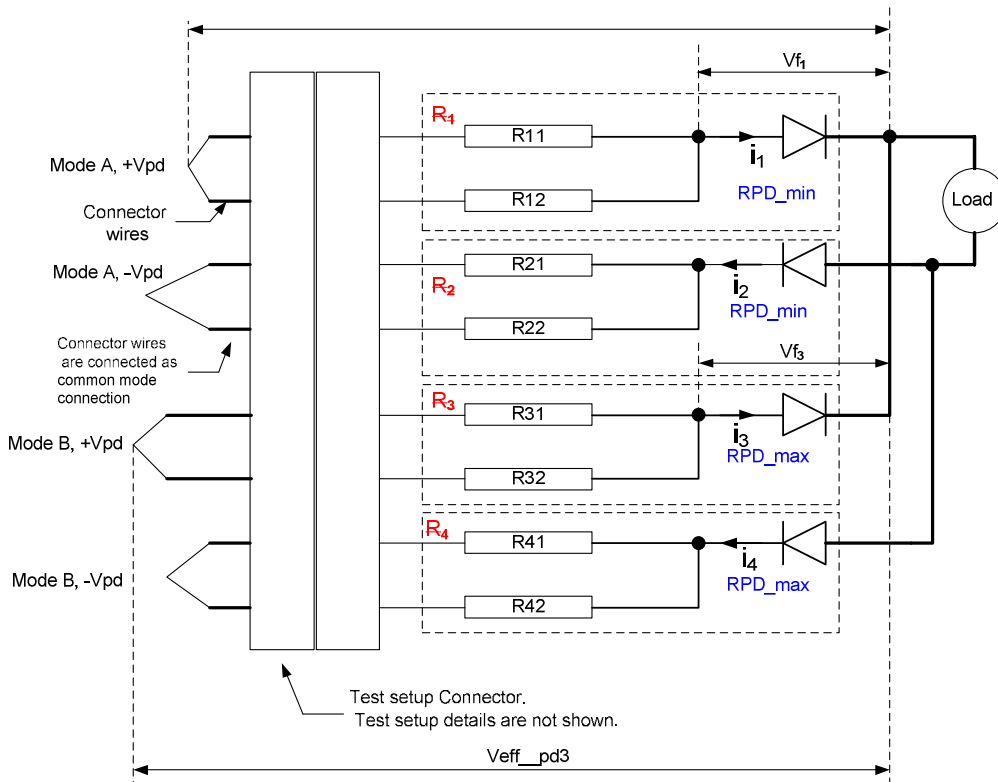 Vf1
R1
R11
i1
RPD_min
R12
Mode A, +Vpd
Connector
wires
Load
Mode A, -Vpd
R21
R2
i2
RPD_min
R22
Connector wires
are connected as
common mode
connection
Vf3
R3
R31
i3
RPD_max
R32
Mode B, +Vpd
R4
R41
i4
RPD_max
R42
Mode B, -Vpd
Test setup Connector.
Test setup details are not shown.
Veff__pd3